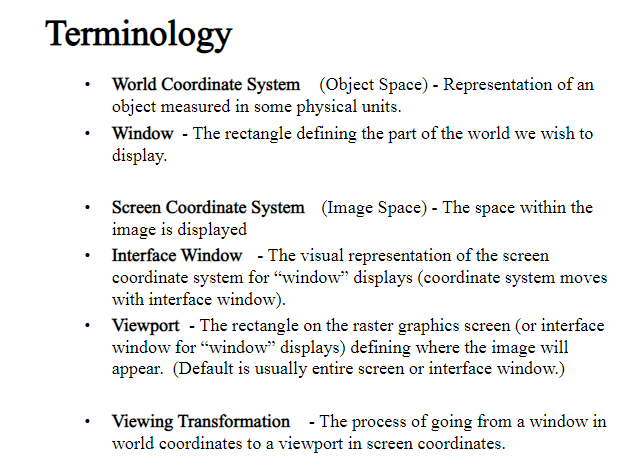 Terminology
• World Coordinate System (Object Space) - Representation of an
object measured in some physical units.
• Window - The rectangle defining the part of the world we wish to
display.
• Screen Coordinate System (Image Space) - The space within the
image is displayed
• Interface Window - The visual representation of the screen
coordinate system for “window” displays (coordinate system moves
with interface window).
• Viewport - The rectangle on the raster graphics screen (or interface
window for “window” displays) defining where the image will
appear. (Default is usually entire screen or interface window.)
• Viewing Transformation - The process of going from a window in
world coordinates to a viewport in screen coordinates.